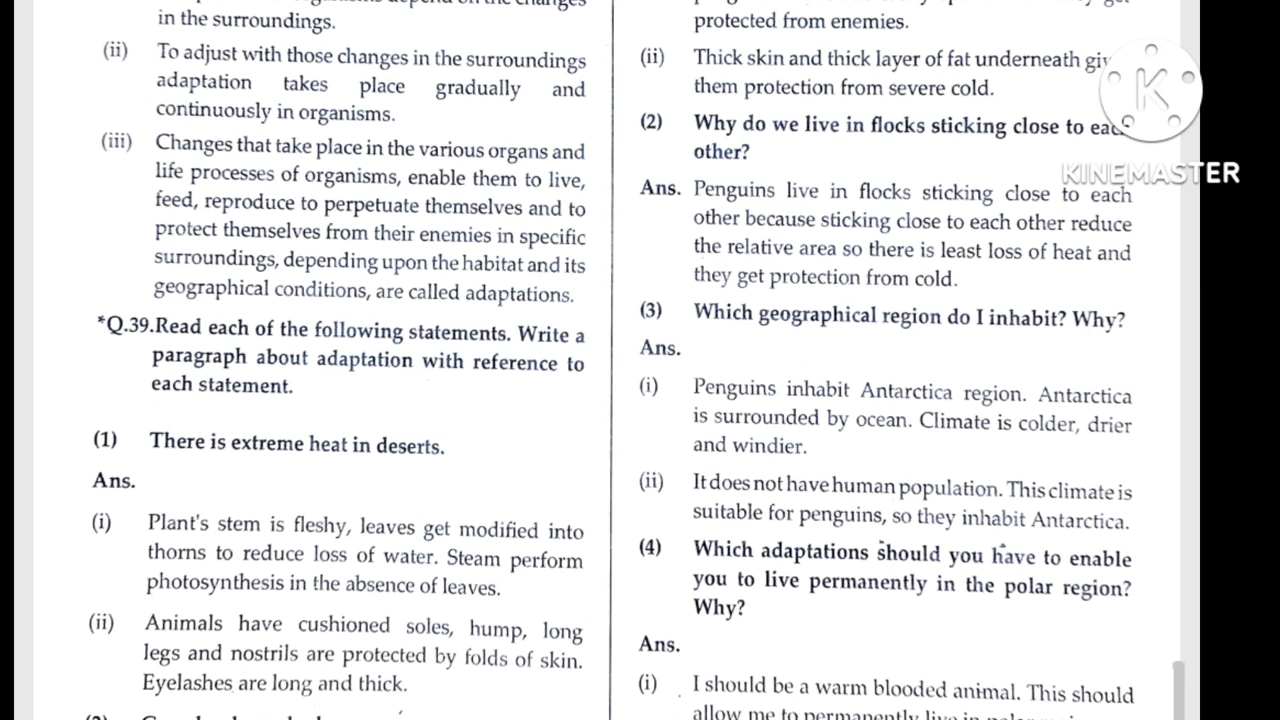 in the surroundings.
(ii) To adjust with those changes in the surroundings
adaptation takes place gradually and
continuously in organisms.
(iii) Changes that take place in the various organs and
life processes of organisms, enable them to live,
feed, reproduce to perpetuate themselves and to
protect themselves from their enemies in specific
surroundings, depending upon the habitat and its
geographical conditions, are called adaptations.
*Q.39.Read each of the following statements. Write a
paragraph about adaptation with reference to
each statement.
(1) There is extreme heat in deserts.
Ans.
(i) Plant's stem is fleshy, leaves get modified into
thorns to reduce loss of water. Steam perform
photosynthesis in the absence of leaves.
(ii) Animals have cushioned soles, hump, long
legs and nostrils are protected by folds of skin.
Eyelashes are long and thick.
protected from enemies.
(ii) Thick skin and thick layer of fat underneath
them protection from severe cold.
(2) Why do we live in flocks sticking close to each
other?
Ans. Penguins live in flocks sticking close to each
other because sticking close to each other reduce
the relative area so there is least loss of heat and
they get protection from cold.
(3) Which geographical region do I inhabit? Why?
Ans.
(i) Penguins inhabit Antarctica region. Antarctica
is surrounded by ocean. Climate is colder, drier
and windier.
(ii) It does not have human population. This climate is
suitable for penguins, so they inhabit Antarctica.
(4) Which adaptations should you have to enable
you to live permanently in the polar region?
Why?
Ans.
(i) I should be a warm blooded animal. This should
allow me to permanently live in
K
KINEMASTER